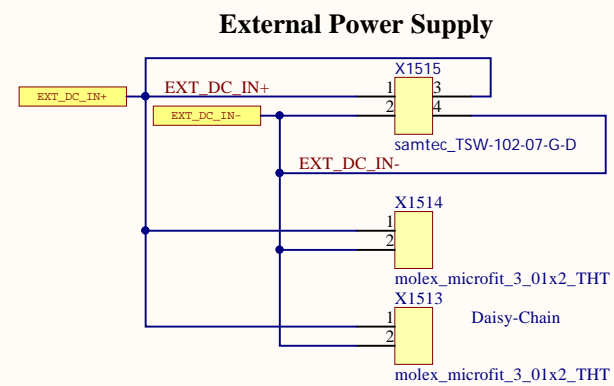 External Power Supply
X1515
EXT_DC_IN+
EXT_DC_IN+
1
3
EXT_DC_IN-
2
4
samtec_TSW-102-07-G-D
EXT_DC_IN-
X1514
1
2
molex_microfit_3_01x2_THT
X1513
1
Daisy-Chain
2
molex_microfit_3_01x2_THT